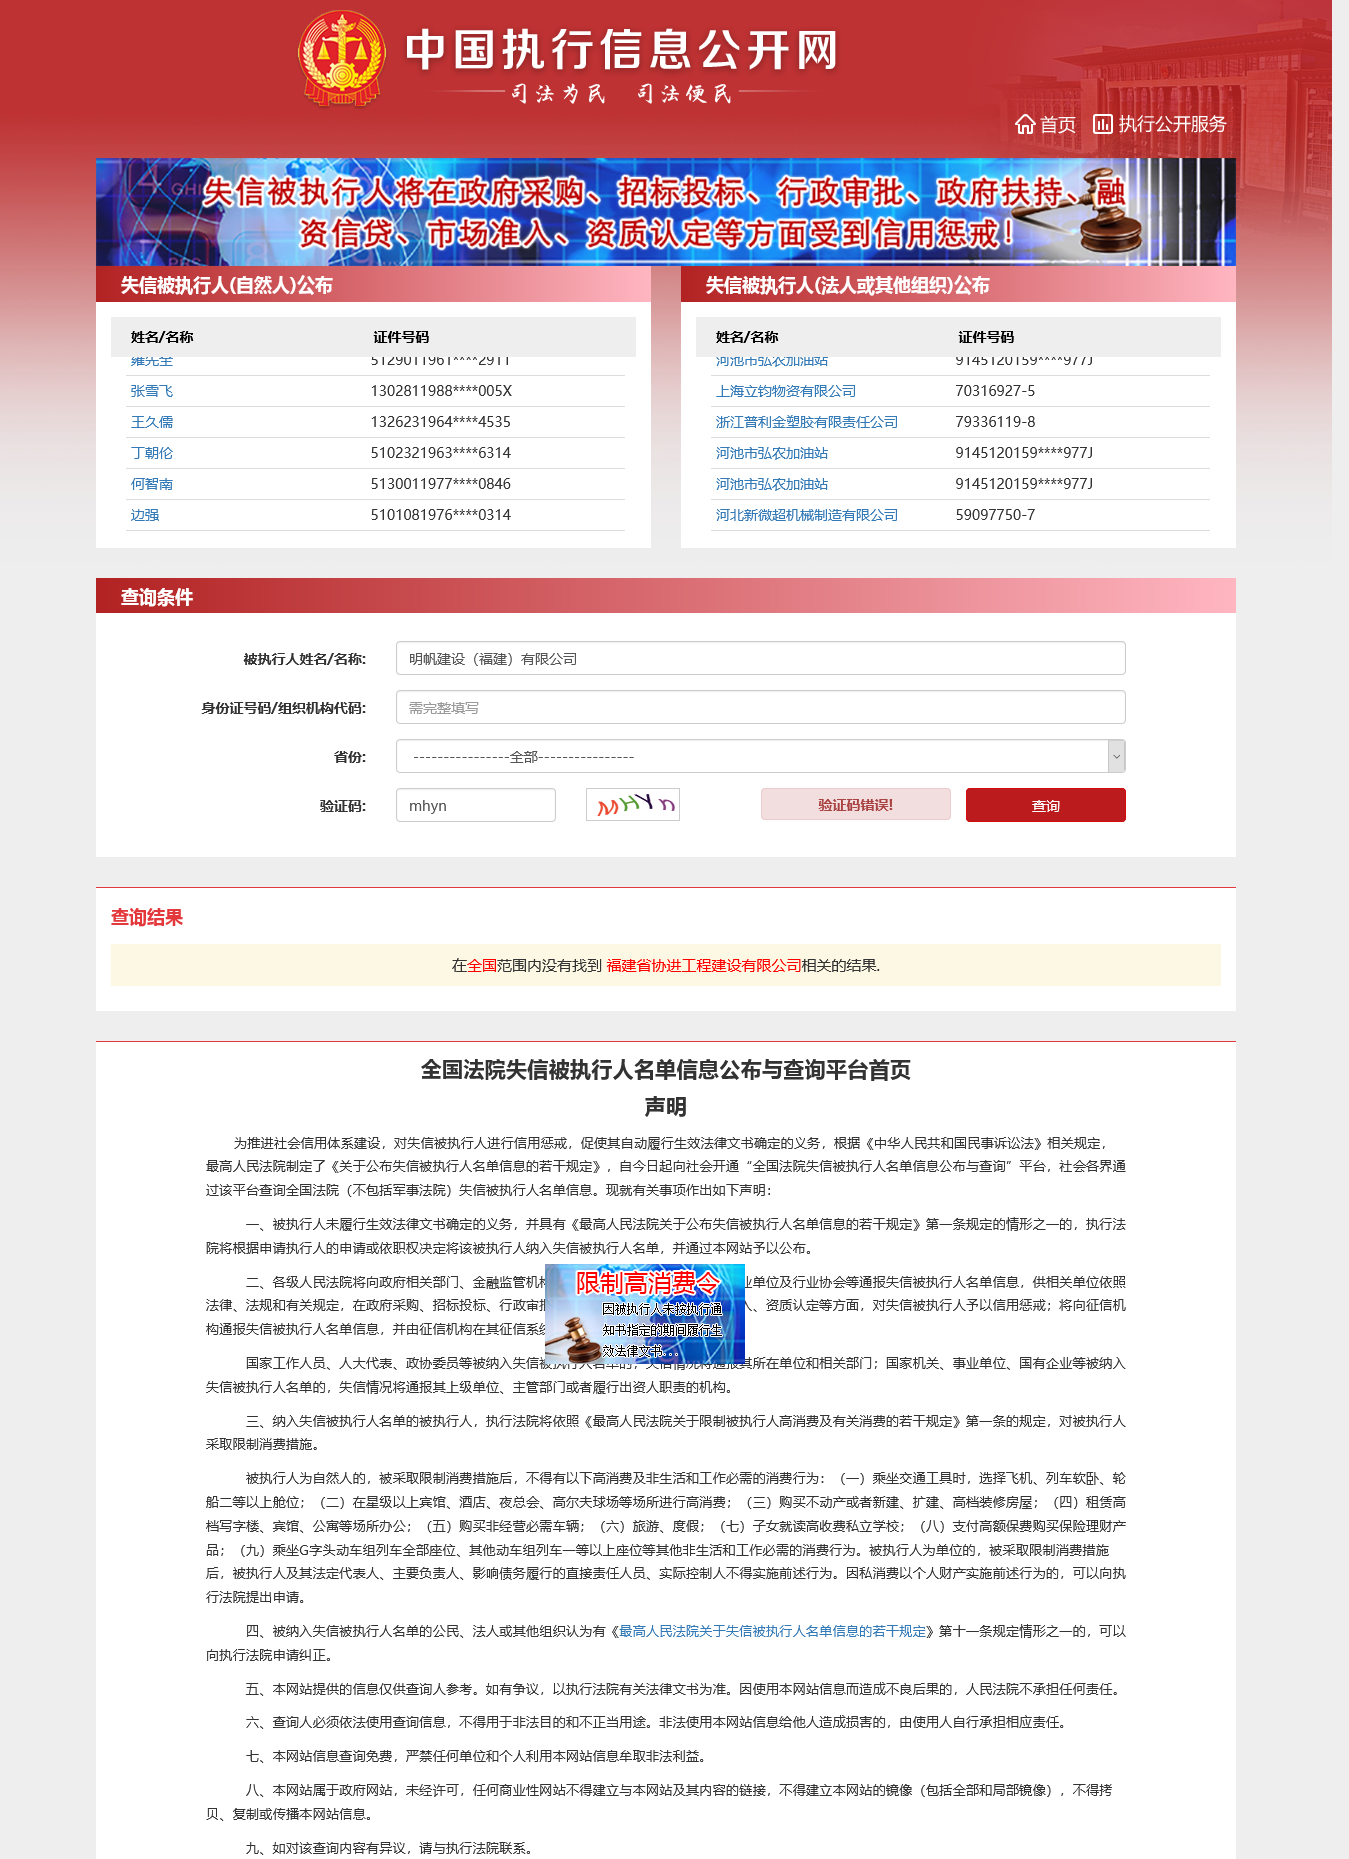 中国执行信息公开网
司法为民 司法便民
首页 执行公开服务
失信被执行人将在政府采购、招标投标、行政审批、政府扶持、融
资信贷、市场准入、资质认定等方面受到信用惩戒！
失信被执行人(自然人)公布
姓名/名称 证件号码
雍先全 5129011961****2911
张雪飞 1302811988****005X
王久儒 1326231964****4535
丁朝伦 5102321963****6314
何智南 5130011977****0846
边强 5101081976****0314
失信被执行人(法人或其他组织)公布
姓名/名称 证件号码
河池市弘农加油站 9145120159****977J
上海立钧物资有限公司 70316927-5
浙江普利金塑胶有限责任公司 79336119-8
河池市弘农加油站 9145120159****977J
河池市弘农加油站 9145120159****977J
河北新微超机械制造有限公司 59097750-7
查询条件
被执行人姓名/名称: 明帆建设（福建）有限公司
身份证号码/组织机构代码: 需完整填写
省份: ----------------全部----------------
验证码: mhyn MHYn 验证码错误! 查询
查询结果
在全国范围内没有找到 福建省协进工程建设有限公司相关的结果.
全国法院失信被执行人名单信息公布与查询平台首页
声明
为推进社会信用体系建设，对失信被执行人进行信用惩戒，促使其自动履行生效法律文书确定的义务，根据《中华人民共和国民事诉讼法》相关规定，
最高人民法院制定了《关于公布失信被执行人名单信息的若干规定》，自今日起向社会开通“全国法院失信被执行人名单信息公布与查询”平台，社会各界通
过该平台查询全国法院（不包括军事法院）失信被执行人名单信息。现就有关事项作出如下声明：
一、被执行人未履行生效法律文书确定的义务，并具有《最高人民法院关于公布失信被执行人名单信息的若干规定》第一条规定的情形之一的，执行法
院将根据申请执行人的申请或依职权决定将该被执行人纳入失信被执行人名单，并通过本网站予以公布。
二、各级人民法院将向政府相关部门、金融监管机构 业单位及行业协会等通报失信被执行人名单信息，供相关单位依照
法律、法规和有关规定，在政府采购、招标投标、行政审批 、资质认定等方面，对失信被执行人予以信用惩戒；将向征信机
构通报失信被执行人名单信息，并由征信机构在其征信系统
限制高消费令
因被执行人未按执行通
知书指定的期间履行生
效法律文书...
国家工作人员、人大代表、政协委员等被纳入失信被执行人名单的，失信情况将通报其所在单位和相关部门；国家机关、事业单位、国有企业等被纳入
失信被执行人名单的，失信情况将通报其上级单位、主管部门或者履行出资人职责的机构。
三、纳入失信被执行人名单的被执行人，执行法院将依照《最高人民法院关于限制被执行人高消费及有关消费的若干规定》第一条的规定，对被执行人
采取限制消费措施。
被执行人为自然人的，被采取限制消费措施后，不得有以下高消费及非生活和工作必需的消费行为：（一）乘坐交通工具时，选择飞机、列车软卧、轮
船二等以上舱位；（二）在星级以上宾馆、酒店、夜总会、高尔夫球场等场所进行高消费；（三）购买不动产或者新建、扩建、高档装修房屋；（四）租赁高
档写字楼、宾馆、公寓等场所办公；（五）购买非经营必需车辆；（六）旅游、度假；（七）子女就读高收费私立学校；（八）支付高额保费购买保险理财产
品；（九）乘坐G字头动车组列车全部座位、其他动车组列车一等以上座位等其他非生活和工作必需的消费行为。被执行人为单位的，被采取限制消费措施
后，被执行人及其法定代表人、主要负责人、影响债务履行的直接责任人员、实际控制人不得实施前述行为。因私消费以个人财产实施前述行为的，可以向执
行法院提出申请。
四、被纳入失信被执行人名单的公民、法人或其他组织认为有《最高人民法院关于失信被执行人名单信息的若干规定》第十一条规定情形之一的，可以
向执行法院申请纠正。
五、本网站提供的信息仅供查询人参考。如有争议，以执行法院有关法律文书为准。因使用本网站信息而造成不良后果的，人民法院不承担任何责任。
六、查询人必须依法使用查询信息，不得用于非法目的和不正当用途。非法使用本网站信息给他人造成损害的，由使用人自行承担相应责任。
七、本网站信息查询免费，严禁任何单位和个人利用本网站信息牟取非法利益。
八、本网站属于政府网站，未经许可，任何商业性网站不得建立与本网站及其内容的链接，不得建立本网站的镜像（包括全部和局部镜像），不得拷
贝、复制或传播本网站信息。
九、如对该查询内容有异议，请与执行法院联系。